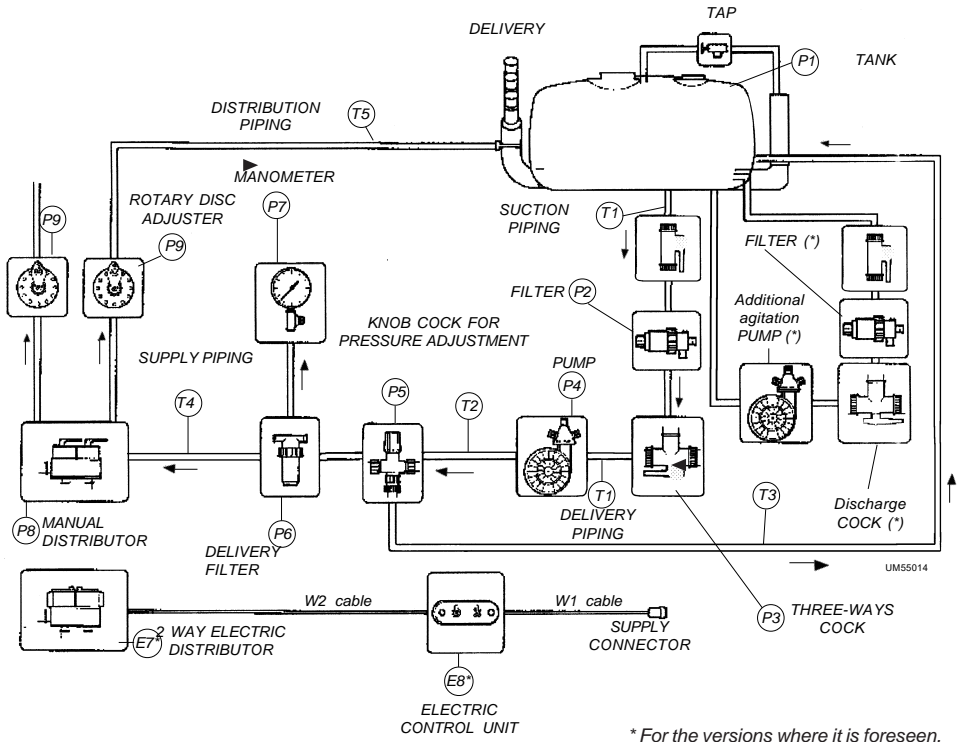 TAP
DELIVERY
P1
TANK
DISTRIBUTION
PIPING
T5
MANOMETER
P7
ROTARY DISC
ADJUSTER
P9
P9
SUCTION
PIPING
T1
FILTER (*)
FILTER
P2
Additional
agitation
PUMP (*)
KNOB COCK FOR
PRESSURE ADJUSTMENT
SUPPLY PIPING
PUMP
P4
T4
P5
T2
T1
DELIVERY
PIPING
T3
Discharge
COCK (*)
P8
MANUAL
DISTRIBUTOR
P6
DELIVERY
FILTER
UM55014
P3
THREE-WAYS
COCK
W2 cable
W1 cable
SUPPLY
CONNECTOR
E7*
2 WAY ELECTRIC
DISTRIBUTOR
E8*
ELECTRIC
CONTROL UNIT
* For the versions where it is foreseen.